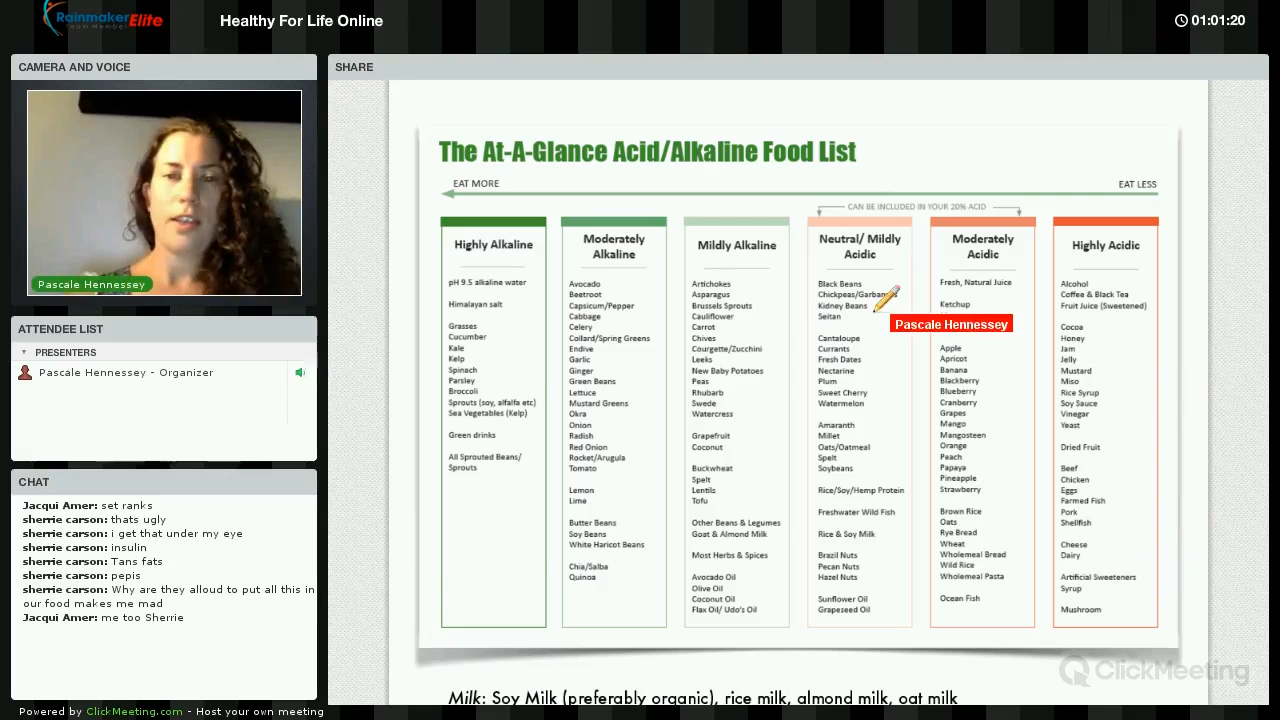 RainmakerElite
Team Member
Healthy For Life Online
01:01:20
CAMERA AND VOICE
Pascale Hennessey
ATTENDEE LIST
PRESENTERS
Pascale Hennessey - Organizer
CHAT
Jacqui Amer: set ranks
sherrie carson: thats ugly
sherrie carson: i get that under my eye
sherrie carson: insulin
sherrie carson: Tans fats
sherrie carson: pepis
sherrie carson: Why are they alloud to put all this in
our food makes me mad
Jacqui Amer: me too Sherrie
Powered by ClickMeeting.com - Host your own meeting
SHARE
The At-A-Glance Acid/Alkaline Food List
EAT MORE
EAT LESS
CAN BE INCLUDED IN YOUR 20% ACID
Highly Alkaline
pH 9.5 alkaline water
Himalayan salt
Grasses
Cucumber
Kale
Kelp
Spinach
Parsley
Broccoli
Sprouts (soy, alfalfa etc)
Sea Vegetables (Kelp)
Green drinks
All Sprouted Beans/
Sprouts
Moderately
Alkaline
Avocado
Beetroot
Capsicum/Pepper
Cabbage
Celery
Collard/Spring Greens
Endive
Garlic
Ginger
Green Beans
Lettuce
Mustard Greens
Okra
Onion
Radish
Red Onion
Rocket/Arugula
Tomato
Lemon
Lime
Butter Beans
Soy Beans
White Haricot Beans
Chia/Salba
Quinoa
Mildly Alkaline
Artichokes
Asparagus
Brussels Sprouts
Cauliflower
Carrot
Chives
Courgette/Zucchini
Leeks
New Baby Potatoes
Peas
Rhubarb
Swede
Watercress
Grapefruit
Coconut
Buckwheat
Spelt
Lentils
Tofu
Other Beans & Legumes
Goat & Almond Milk
Most Herbs & Spices
Avocado Oil
Olive Oil
Coconut Oil
Flax Oil/ Udo's Oil
Neutral/ Mildly
Acidic
Black Beans
Kidney Beans
Seitan
Cantaloupe
Currants
Fresh Dates
Nectarine
Plum
Sweet Cherry
Watermelon
Amaranth
Millet
Oats/Oatmeal
Spelt
Soybeans
Rice/Soy/Hemp Protein
Freshwater Wild Fish
Rice & Soy Milk
Brazil Nuts
Pecan Nuts
Hazel Nuts
Sunflower Oil
Grapeseed Oil
Pascale Hennessey
Moderately
Acidic
Fresh, Natural Juice
Ketchup
Apple
Apricot
Banana
Blackberry
Blueberry
Cranberry
Grapes
Mango
Mangosteen
Orange
Peach
Papaya
Pineapple
Strawberry
Brown Rice
Oats
Rye Bread
Wheat
Wholemeal Bread
Wild Rice
Wholemeal Pasta
Ocean Fish
Highly Acidic
Alcohol
Coffee & Black Tea
Fruit Juice (Sweetened)
Cocoa
Honey
Jam
Jelly
Mustard
Miso
Rice Syrup
Soy Sauce
Vinegar
Yeast
Dried Fruit
Beef
Chicken
Eggs
Farmed Fish
Pork
Shellfish
Cheese
Dairy
Artificial Sweeteners
Syrup
Mushroom
ClickMeeting
Milk: Soy Milk (preferably organic), rice milk, almond milk, oat milk